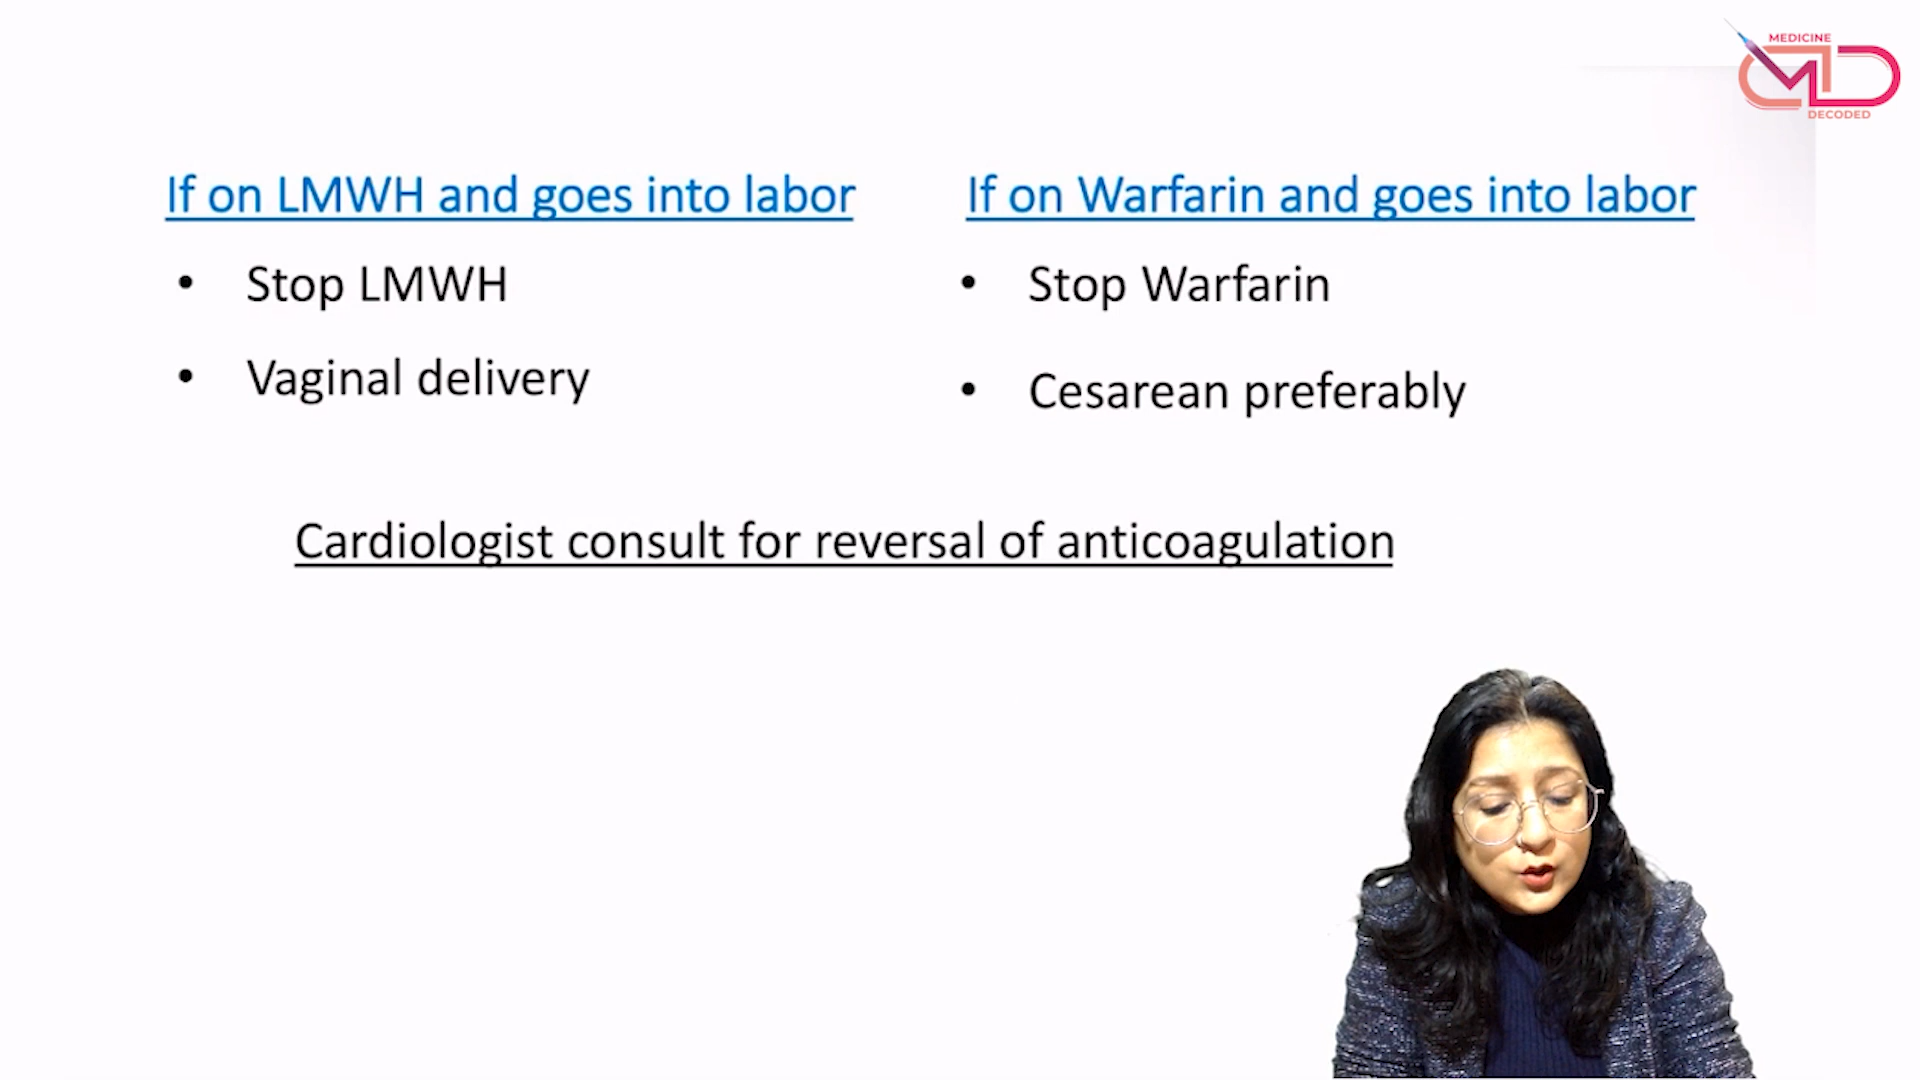 MEDICINE
DECODED
If on LMWH and goes into labor
• Stop LMWH
• Vaginal delivery
If on Warfarin and goes into labor
• Stop Warfarin
• Cesarean preferably
Cardiologist consult for reversal of anticoagulation